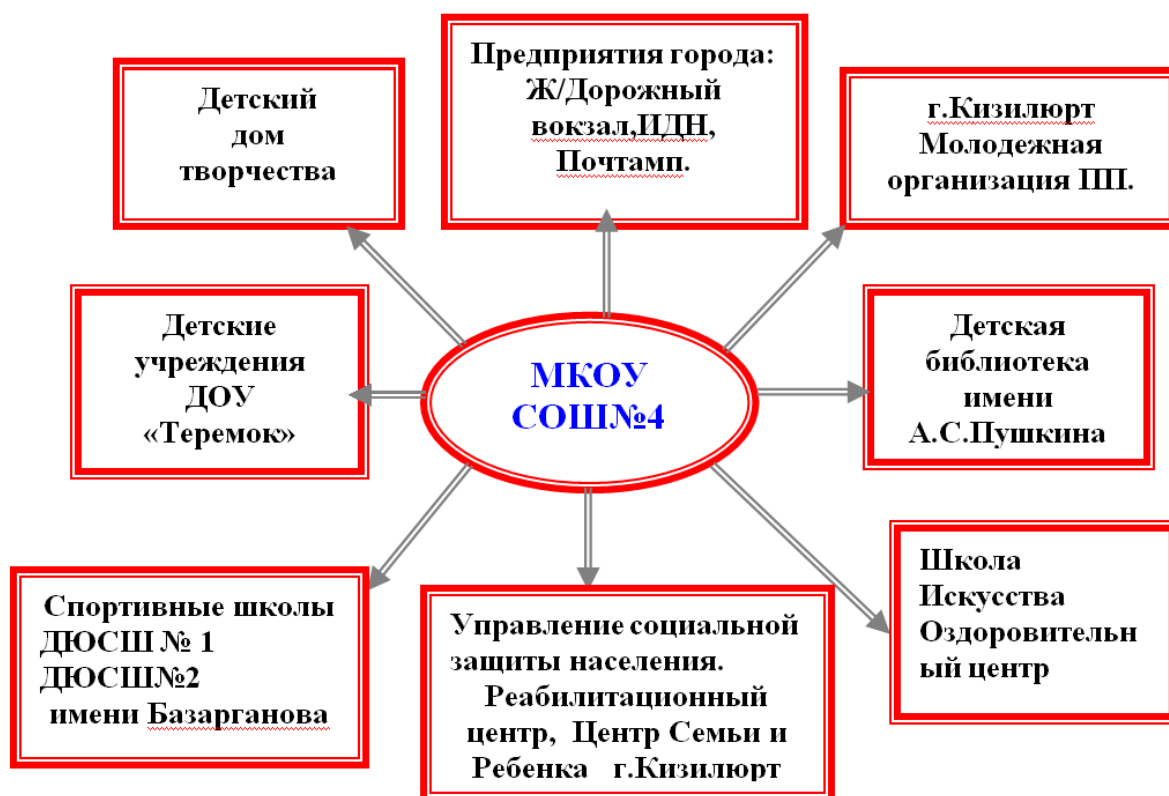 Детский
дом
творчества
Предприятия города:
Ж/Дорожный
вокзал,ИДН,
Почтамп.
г.Кизилюрт
Молодежная
организация ПП.
Детские
учреждения
ДОУ
«Теремок»
МКОУ
СОШ№4
Детская
библиотека
имени
А.С.Пушкина
Спортивные школы
ДЮСШ № 1
ДЮСШ№2
имени Базарганова
Управление социальной
защиты населения.
Реабилитационный
центр, Центр Семьи и
Ребенка г.Кизилюрт
Школа
Искусства
Оздоровительн
ый центр